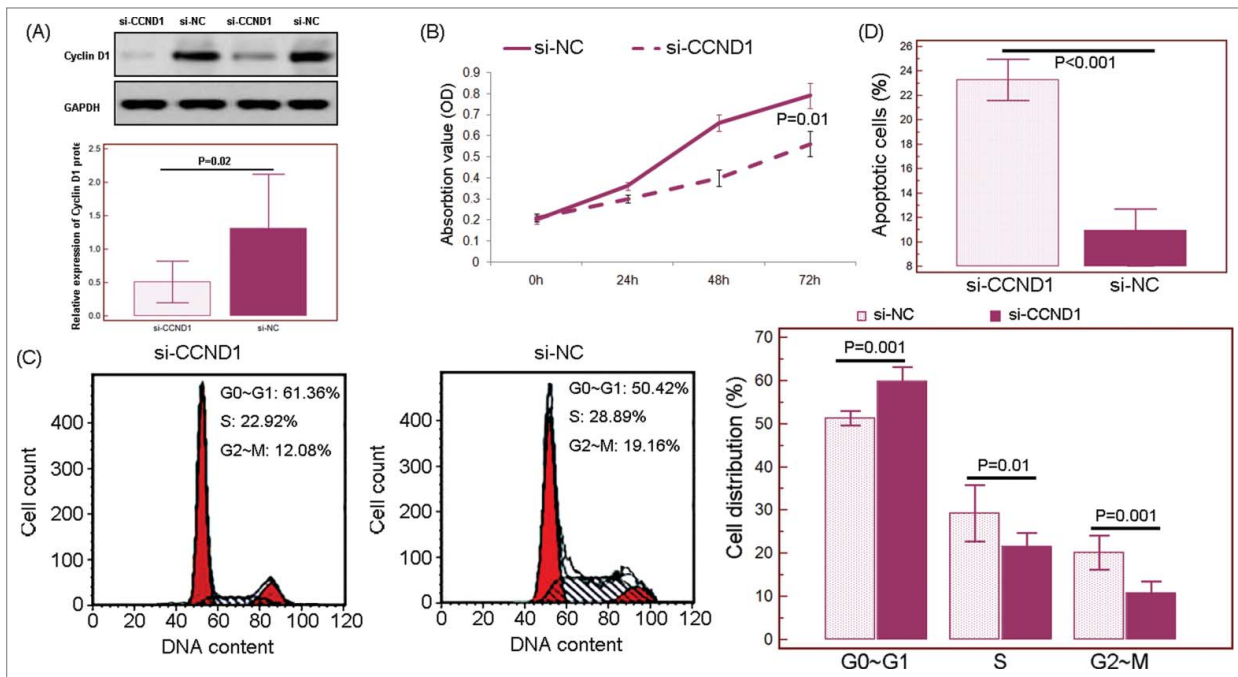 (A)
si-CCND1 si-NC si-CCND1 si-NC
Cyclin D1
GAPDH
Relative expression of Cyclin D1 prote
P=0.02
2.5
2.0
1.5
1.0
0.5
0.0
si-CCND1 si-NC
(B)
si-NC si-CCND1
Absorbtion value (OD)
0.9
0.8
0.7
0.6
0.5
0.4
0.3
0.2
0.1
0
P=0.01
0h 24h 48h 72h
(D)
Apoptotic cells (%)
26
24
22
20
18
16
14
12
10
8
P<0.001
si-CCND1 si-NC
(C)
si-CCND1
G0~G1: 61.36%
S: 22.92%
G2~M: 12.08%
Cell count
400
300
200
100
0
0 20 40 60 80 100 120
DNA content
si-NC
G0~G1: 50.42%
S: 28.89%
G2~M: 19.16%
Cell count
400
300
200
100
0
0 20 40 60 80 100 120
DNA content
si-NC si-CCND1
Cell distribution (%)
70
60
50
40
30
20
10
0
P=0.001
P=0.01
P=0.001
G0~G1 S G2~M